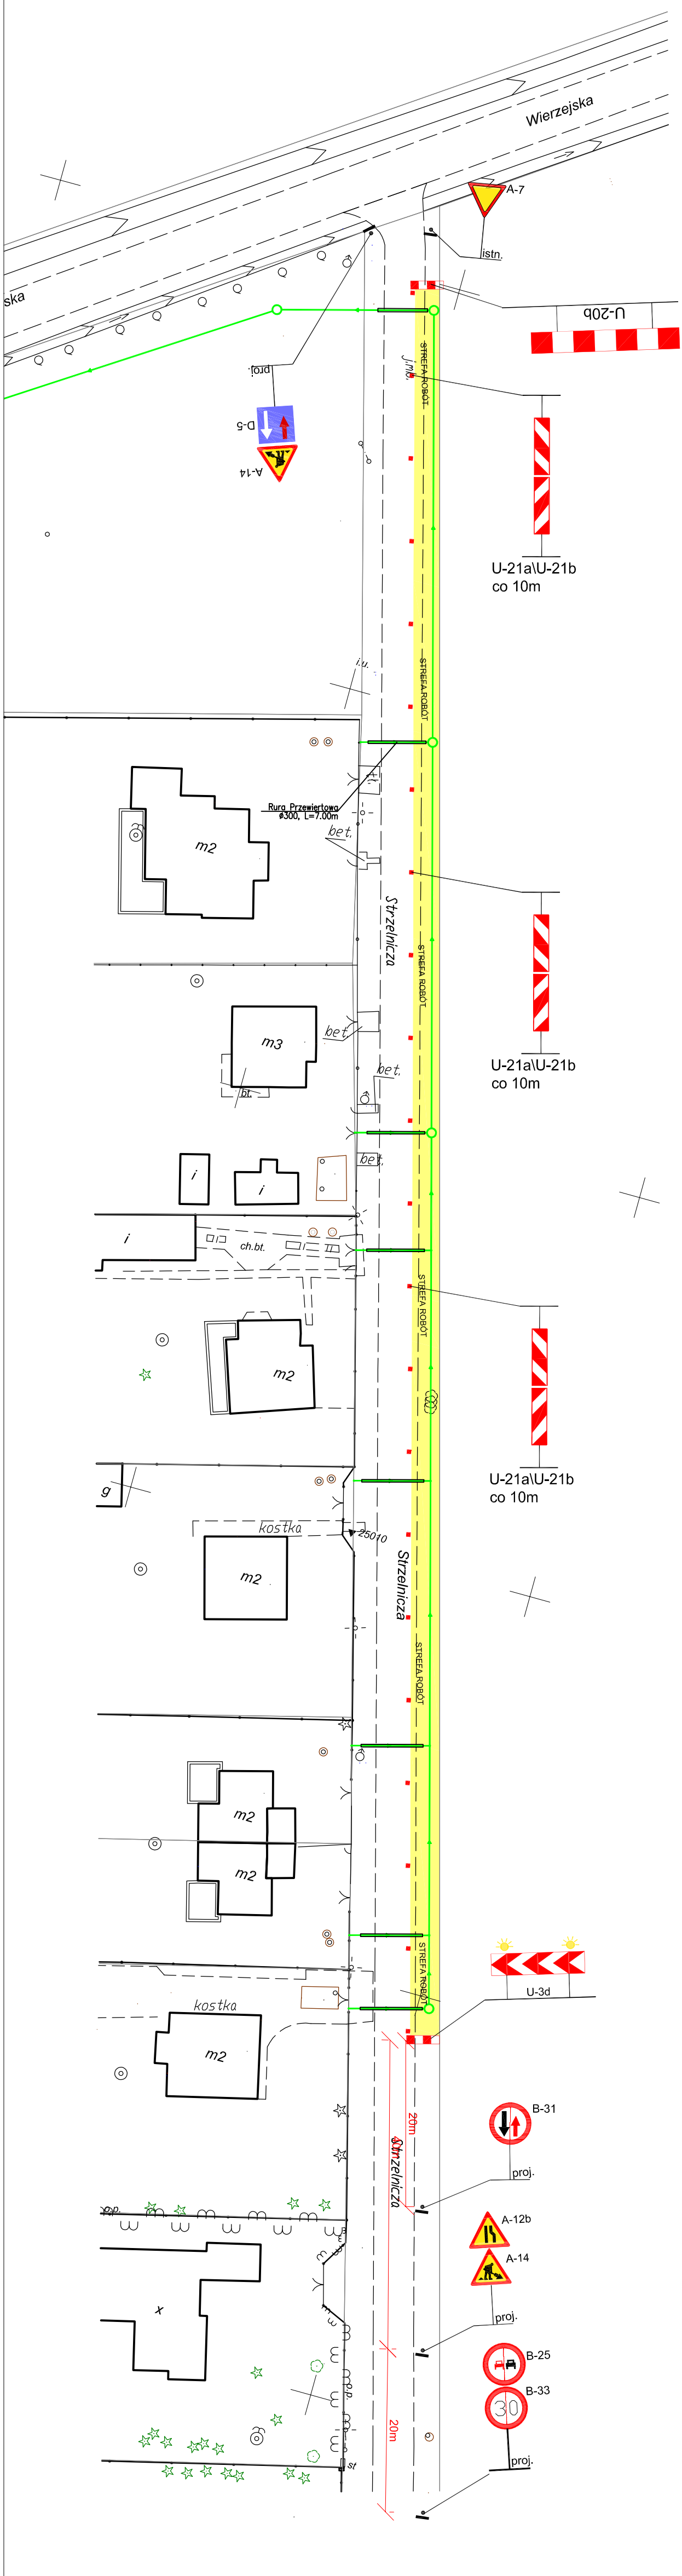 Wierzejska
A-7
istn.
ska
U-20b
proj.
D-5
A-14
STREFA ROBÓT
U-21a\U-21b
co 10m
i.u.
STREFA ROBÓT
Rura Przewiertowa
ø300, L=7.00m
bet.
m2
Strzelnicza
STREFA ROBÓT
m3
bet.
bet.
bt.
U-21a\U-21b
co 10m
bet.
i
i
i
ch.bt.
STREFA ROBÓT
m2
U-21a\U-21b
co 10m
g
kostka
25010
m2
Strzelnicza
STREFA ROBÓT
m2
m2
STREFA ROBÓT
U-3d
kostka
m2
B-31
20m
proj.
Strzelnicza
A-12b
A-14
proj.
x
B-25
B-33
30
20m
proj.
st